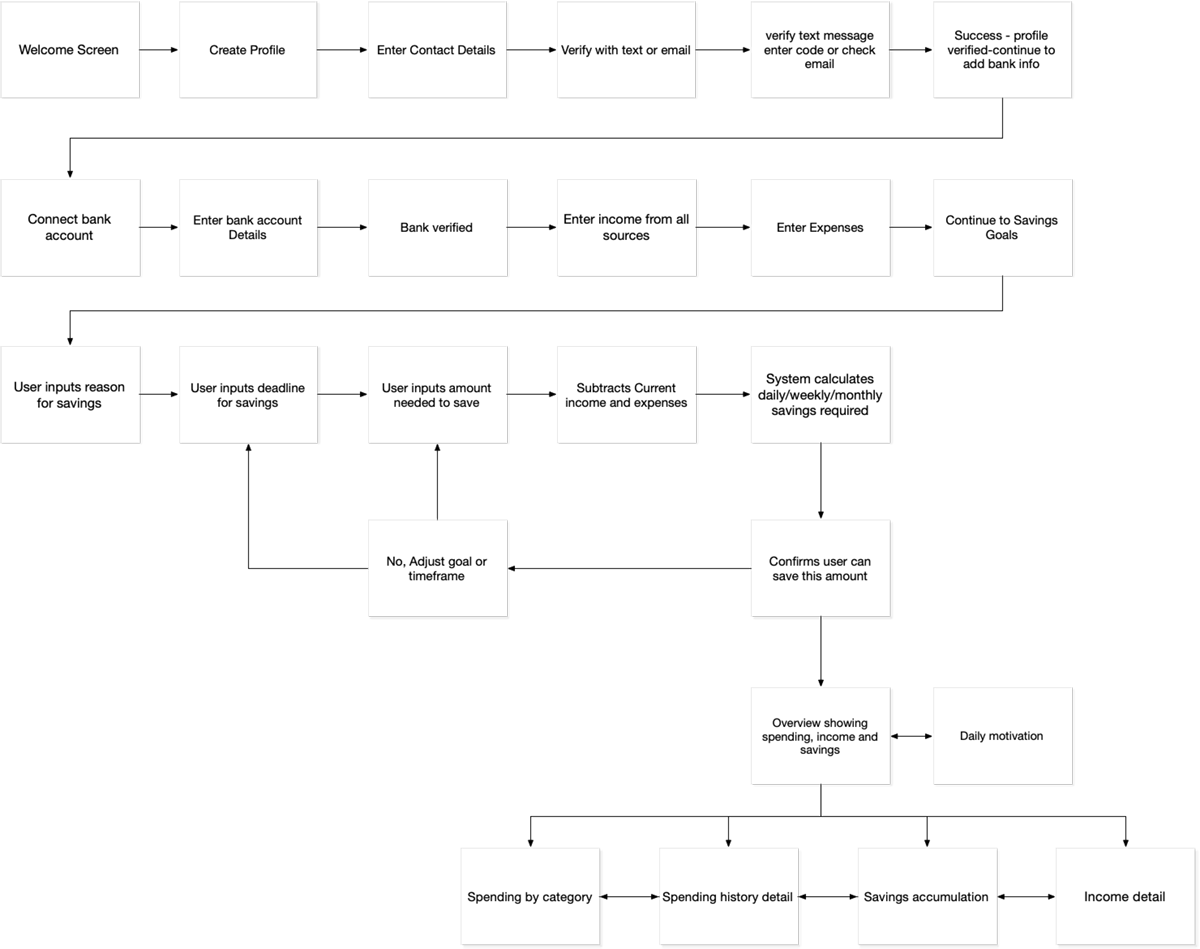 Welcome Screen
Create Profile
Enter Contact Details
Verify with text or email
verify text message
enter code or check
email
Success - profile
verified-continue to
add bank info
Connect bank
account
Enter bank account
Details
Bank verified
Enter income from all
sources
Enter Expenses
Continue to Savings
Goals
User inputs reason
for savings
User inputs deadline
for savings
User inputs amount
needed to save
Subtracts Current
income and expenses
System calculates
daily/weekly/monthly
savings required
No, Adjust goal or
timeframe
Confirms user can
save this amount
Overview showing
spending, income and
savings
Daily motivation
Spending by category
Spending history detail
Savings accumulation
Income detail